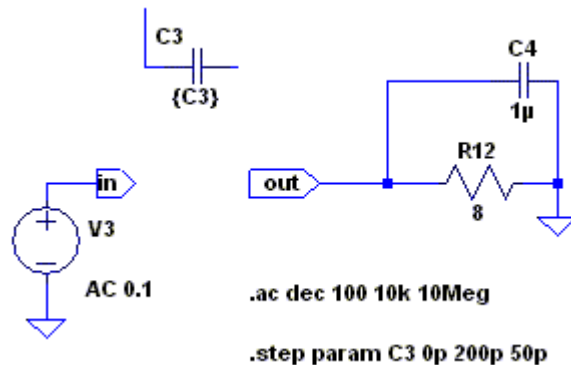 C3
{C3}
C4
1µ
R12
8
in
out
V3
AC 0.1
.ac dec 100 10k 10Meg
.step param C3 0p 200p 50p